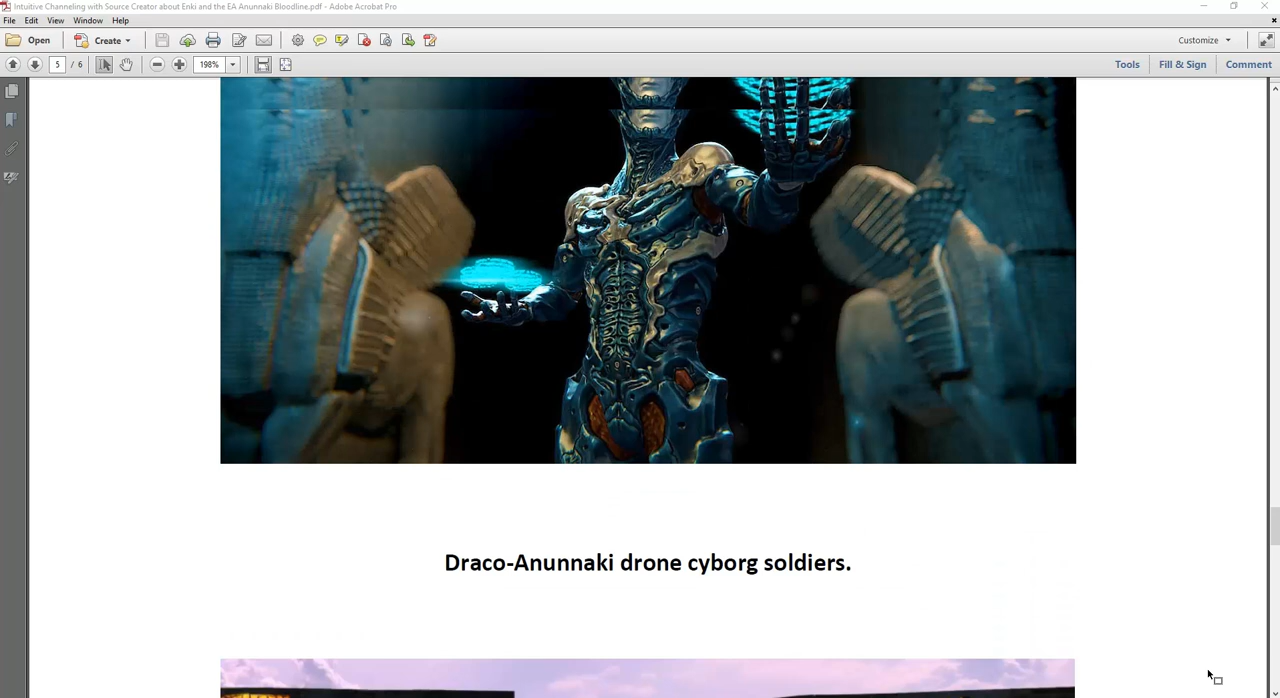 Intuitive Channeling with Source Creator about Enki and the EA Anunnaki Bloodline.pdf - Adobe Acrobat Pro
File Edit View Window Help
Open Create Customize
5 / 6 198% Tools Fill & Sign Comment
Draco-Anunnaki drone cyborg soldiers.